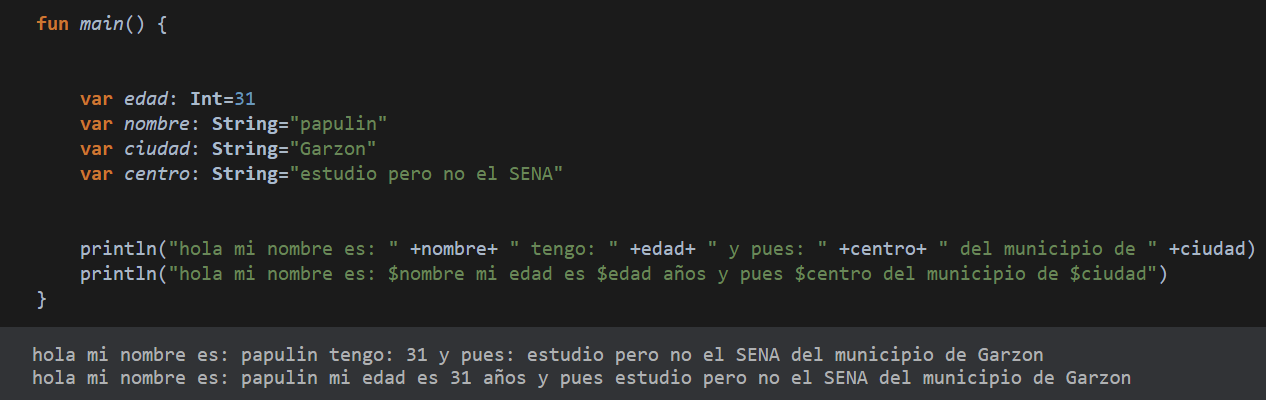 fun main() {
var edad: Int=31
var nombre: String="papulin"
var ciudad: String="Garzon"
var centro: String="estudio pero no el SENA"
println("hola mi nombre es: " +nombre+ " tengo: " +edad+ " y pues: " +centro+ " del municipio de " +ciudad)
println("hola mi nombre es: $nombre mi edad es $edad años y pues $centro del municipio de $ciudad")
}
hola mi nombre es: papulin tengo: 31 y pues: estudio pero no el SENA del municipio de Garzon
hola mi nombre es: papulin mi edad es 31 años y pues estudio pero no el SENA del municipio de Garzon